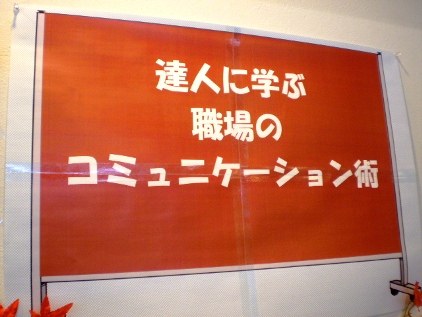 達人に学ぶ
職場の
コミュニケーション術